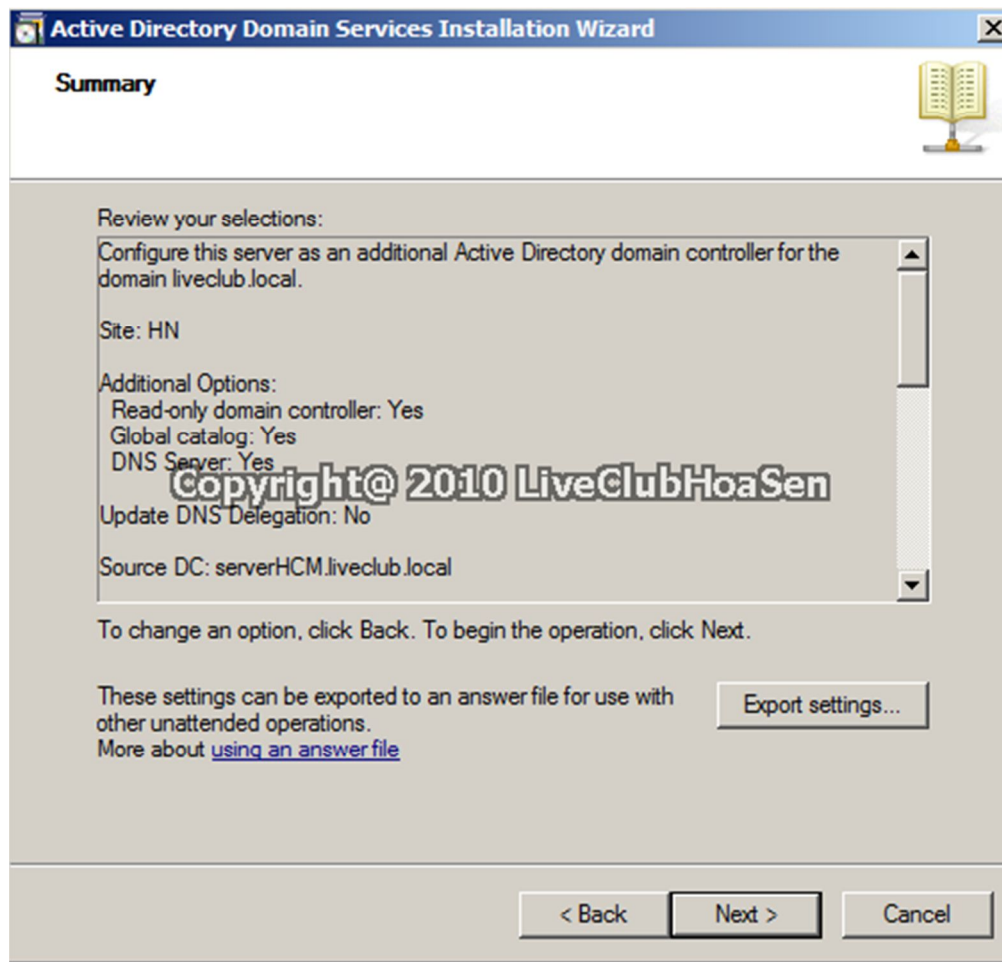 Active Directory Domain Services Installation Wizard
Summary
Review your selections:
Configure this server as an additional Active Directory domain controller for the
domain liveclub.local.
Site: HN
Additional Options:
Read-only domain controller: Yes
Global catalog: Yes
DNS Server: Yes
Copyright@ 2010 LiveClubHoaSen
Update DNS Delegation: No
Source DC: serverHCM.liveclub.local
To change an option, click Back. To begin the operation, click Next.
These settings can be exported to an answer file for use with
other unattended operations.
More about using an answer file
Export settings...
< Back
Next >
Cancel